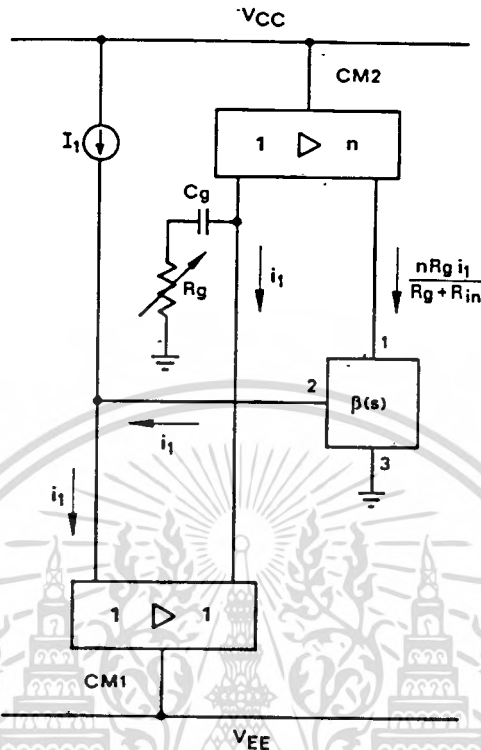 VCC
CM2
I1
1 ▷ n
Cg
Rg
i1
nRg i1
Rg + Rin
1
2
β(s)
i1
3
i1
1 ▷ 1
CM1
VEE